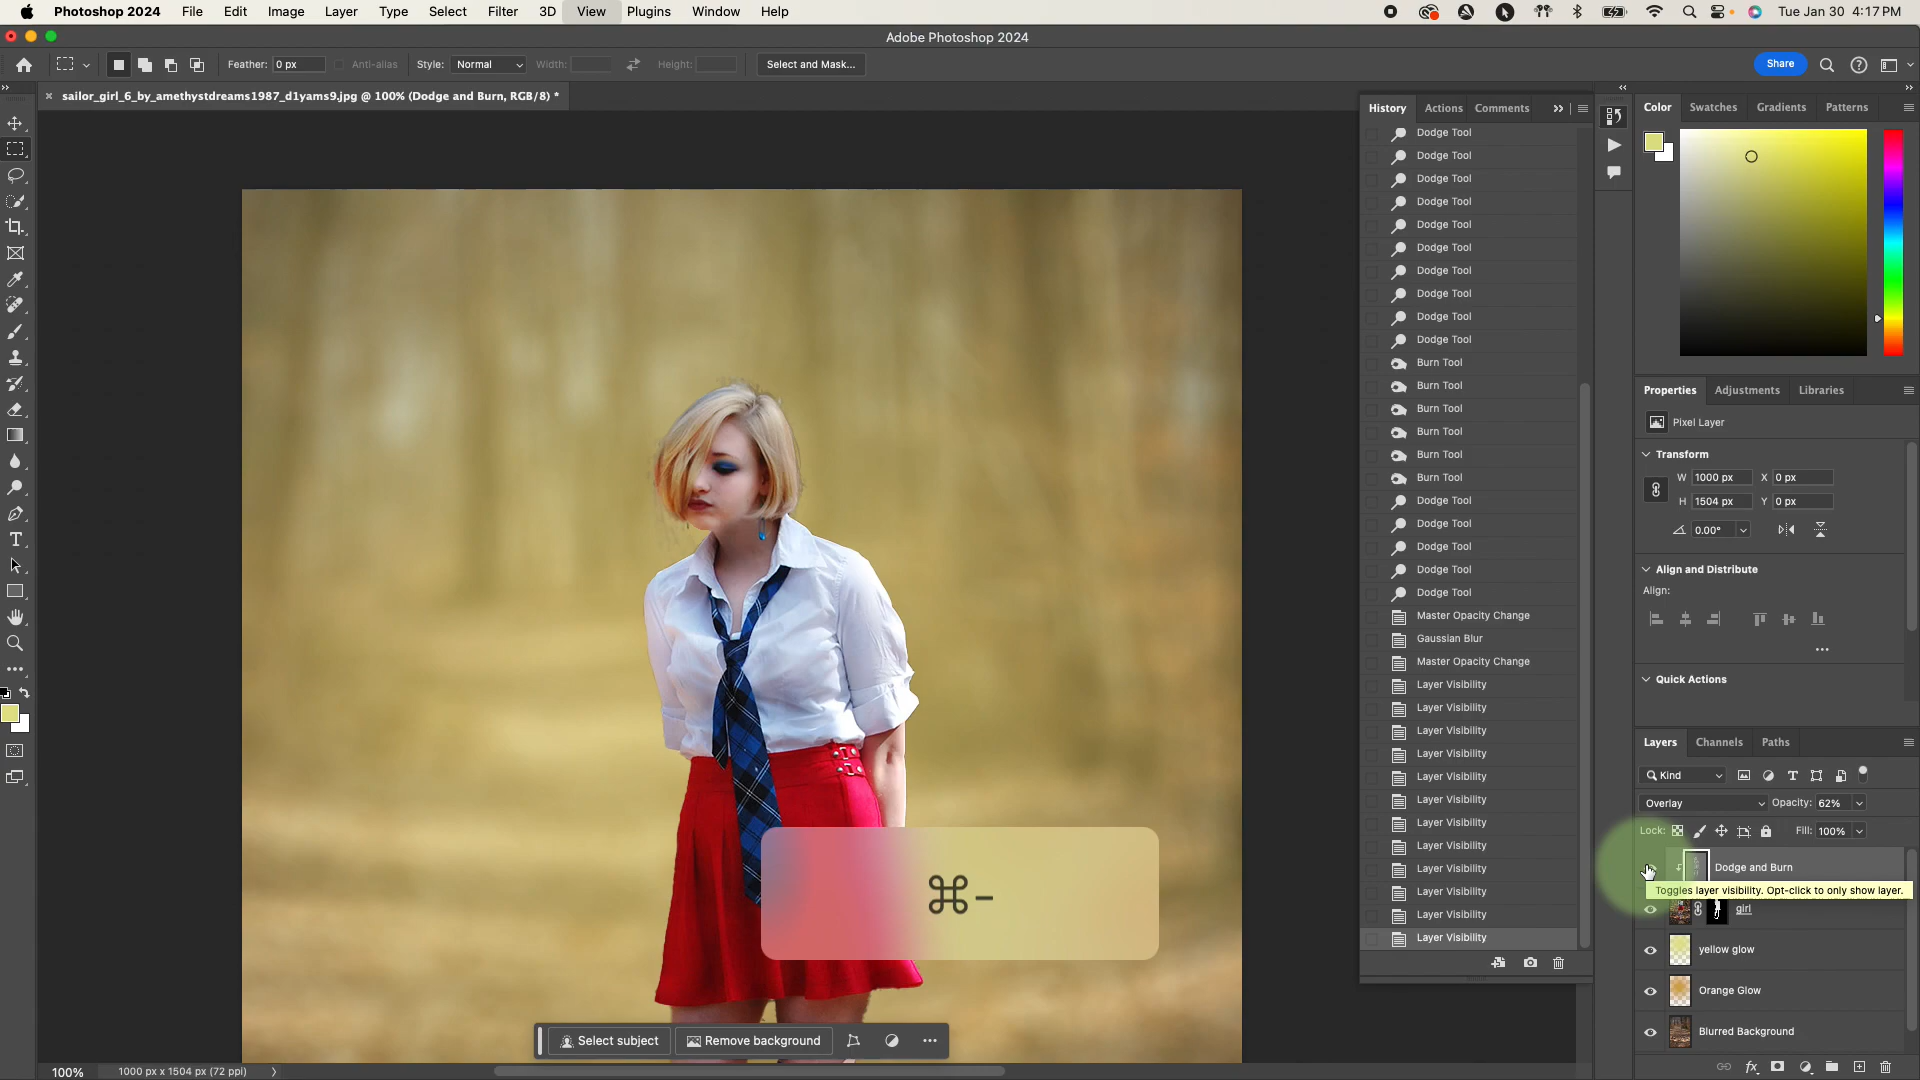 Photoshop 2024 File Edit Image Layer Type Select Filter 3D View Plugins Window Help Tue Jan 30 4:17 PM
Adobe Photoshop 2024
Feather: 0 px Anti-alias Style: Normal Width: Height: Select and Mask... Share
sailor_girl_6_by_amethystdreams1987_d1yams9.jpg @ 100% (Dodge and Burn, RGB/8) *
History Actions Comments
Dodge Tool
Dodge Tool
Dodge Tool
Dodge Tool
Dodge Tool
Dodge Tool
Dodge Tool
Dodge Tool
Dodge Tool
Dodge Tool
Burn Tool
Burn Tool
Burn Tool
Burn Tool
Burn Tool
Burn Tool
Dodge Tool
Dodge Tool
Dodge Tool
Dodge Tool
Dodge Tool
Master Opacity Change
Gaussian Blur
Master Opacity Change
Layer Visibility
Layer Visibility
Layer Visibility
Layer Visibility
Layer Visibility
Layer Visibility
Layer Visibility
Layer Visibility
Layer Visibility
Layer Visibility
Layer Visibility
Layer Visibility
Color Swatches Gradients Patterns
Properties Adjustments Libraries
Pixel Layer
Transform
W 1000 px X 0 px
H 1504 px Y 0 px
0.00°
Align and Distribute
Align:
Quick Actions
Layers Channels Paths
Kind
Overlay Opacity: 62%
Lock: Fill: 100%
Dodge and Burn
Toggles layer visibility. Opt-click to only show layer.
girl
yellow glow
Orange Glow
Blurred Background
⌘-
Select subject Remove background
100% 1000 px x 1504 px (72 ppi)